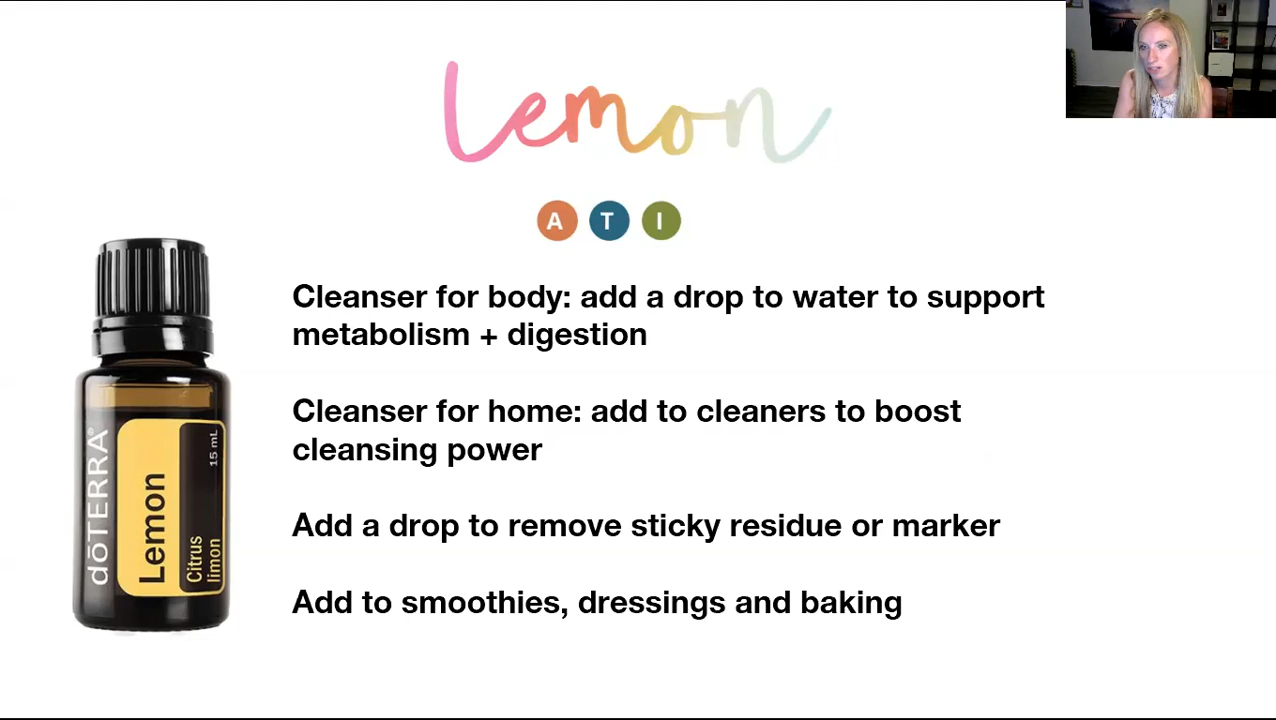 Lemon
A T I
Cleanser for body: add a drop to water to support
metabolism + digestion
Cleanser for home: add to cleaners to boost
cleansing power
Add a drop to remove sticky residue or marker
Add to smoothies, dressings and baking
dōTERRA®
Lemon
Citrus
limon
15 mL